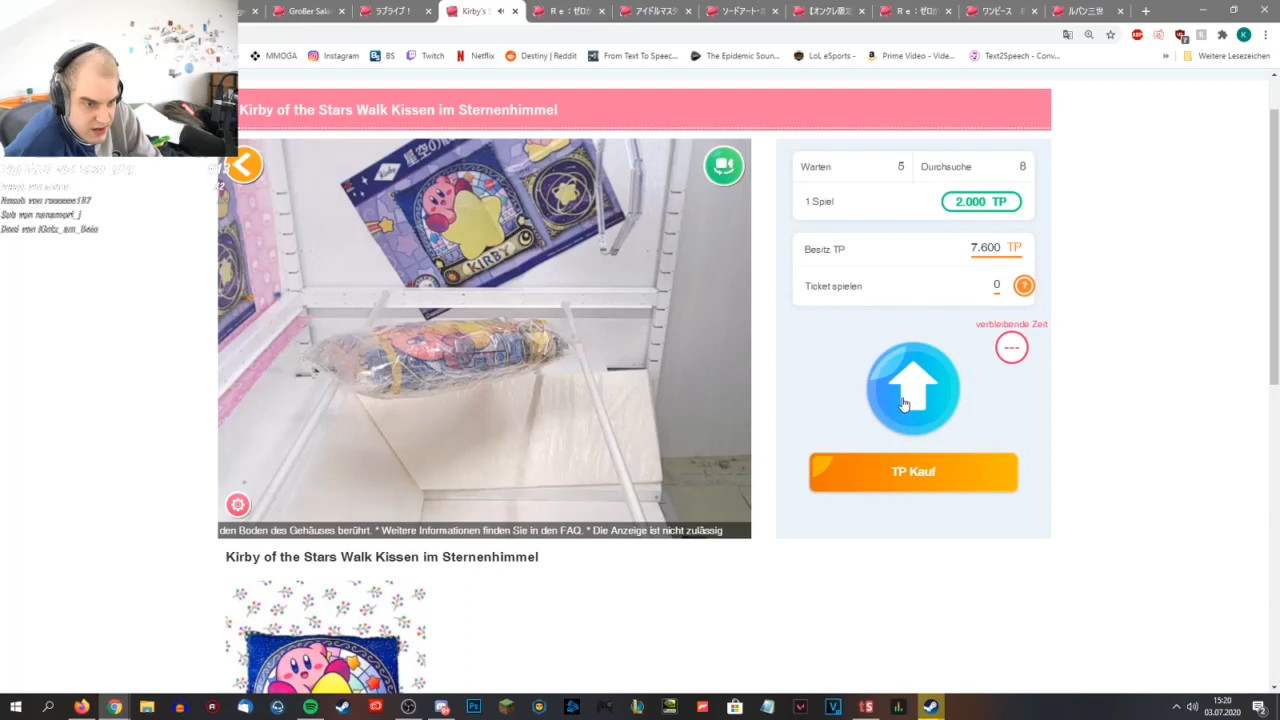 Kirby's S
Großer Salo
ラブライブ！
Re：ゼロか
アイドルマスタ
ソードアート・オ
【オンクレ限定
Re：ゼロか
ワンピース
ルパン三世
MMOGA
Instagram
BS
Twitch
Netflix
Destiny | Reddit
From Text To Speec...
The Epidemic Soun...
LoL eSports -
Prime Video - Vide...
Text2Speech - Conv...
»
Weitere Lesezeichen
Kirby of the Stars Walk Kissen im Sternenhimmel
KIRBY
Warten 5
Durchsuche 8
1 Spiel 2.000 TP
Besitz TP 7.600 TP
Ticket spielen 0 ?
verbleibende Zeit
---
TP Kauf
den Boden des Gehäuses berührt. * Weitere Informationen finden Sie in den FAQ. * Die Anzeige ist nicht zulässig
Kirby of the Stars Walk Kissen im Sternenhimmel
15:20
03.07.2020